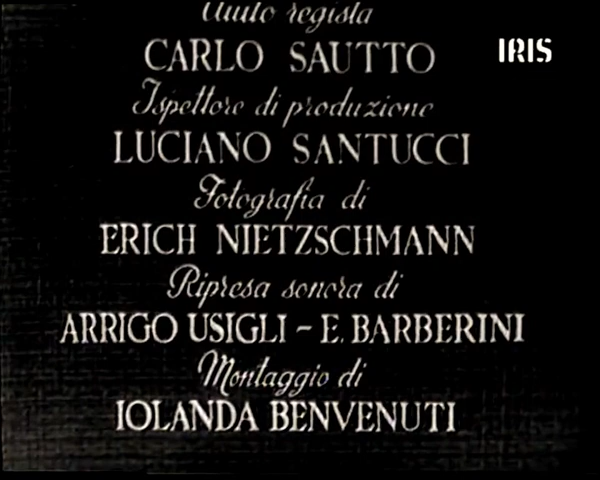 Aiuto regista
CARLO SAUTTO
IRIS
Ispettore di produzione
LUCIANO SANTUCCI
Fotografia di
ERICH NIETZSCHMANN
Ripresa sonora di
ARRIGO USIGLI - E. BARBERINI
Montaggio di
IOLANDA BENVENUTI